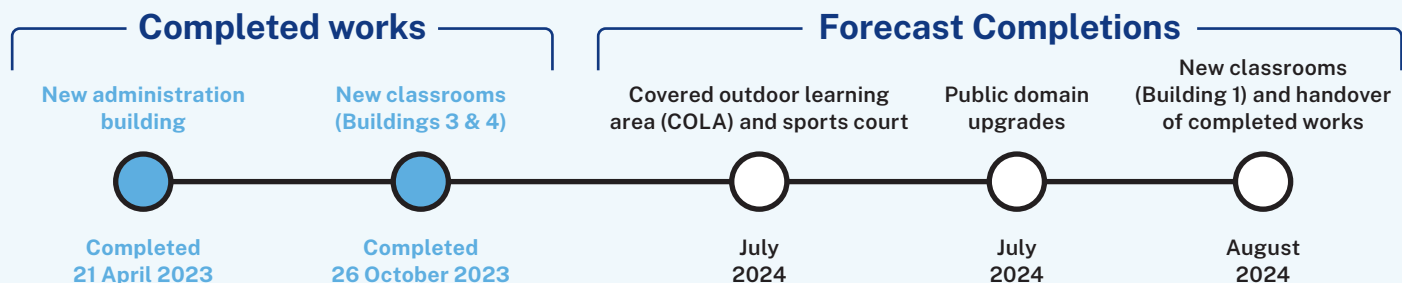 Completed works
Forecast Completions
New administration
building
New classrooms
(Buildings 3 & 4)
Covered outdoor learning
area (COLA) and sports court
Public domain
upgrades
New classrooms
(Building 1) and handover
of completed works
Completed
21 April 2023
Completed
26 October 2023
July
2024
July
2024
August
2024